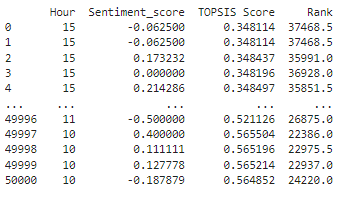 Hour Sentiment_score TOPSIS Score Rank
0 15 -0.062500 0.348114 37468.5
1 15 -0.062500 0.348114 37468.5
2 15 0.173232 0.348437 35991.0
3 15 0.000000 0.348196 36928.0
4 15 0.214286 0.348497 35851.5
... ... ... ... ...
49996 11 -0.500000 0.521126 26875.0
49997 10 0.400000 0.565504 22386.0
49998 10 0.111111 0.565196 22975.5
49999 10 0.127778 0.565214 22937.0
50000 10 -0.187879 0.564852 24220.0